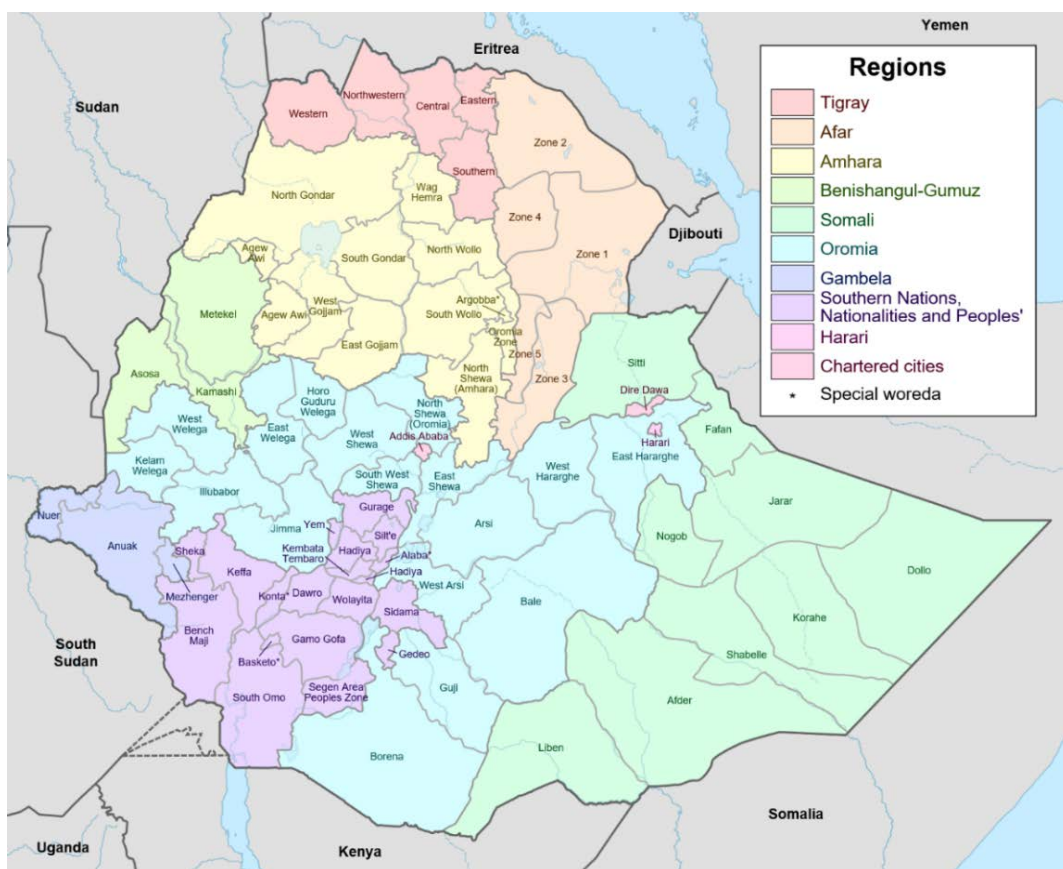 Yemen
Eritrea
Sudan
Djibouti
South
Sudan
Uganda
Kenya
Somalia
Regions
Tigray
Afar
Amhara
Benishangul-Gumuz
Somali
Oromia
Gambela
Southern Nations,
Nationalities and Peoples'
Harari
Chartered cities
* Special woreda
Western
Northwestern
Central
Eastern
Southern
Zone 2
Zone 4
Zone 1
Zone 5
Zone 3
North Gondar
Wag
Hemra
Agew
Awi
South Gondar
North Wollo
West
Gojjam
Agew Awi
Argobba*
South Wollo
Oromia
Zone
East Gojjam
North
Shewa
(Amhara)
Metekel
Asosa
Kamashi
Sitti
Dire Dawa
Harari
Fafan
Jarar
Nogob
Dollo
Korahe
Shabelle
Afder
Liben
West
Welega
Kelam
Welega
East
Welega
Horo
Guduru
Welega
West
Shewa
North
Shewa
(Oromia)
Addis Ababa
South West
Shewa
East
Shewa
Illubabor
Jimma
Arsi
West
Hararghe
East Hararghe
West Arsi
Bale
Guji
Borena
Nuer
Anuak
Mezhenger
Gurage
Yem
Silt'e
Hadiya
Kembata
Tembaro
Alaba*
Hadiya
Sheka
Keffa
Konta*
Dawro
Wolayita
Sidama
Bench
Maji
Gamo Gofa
Basketo*
Gedeo
South Omo
Segen Area
Peoples Zone